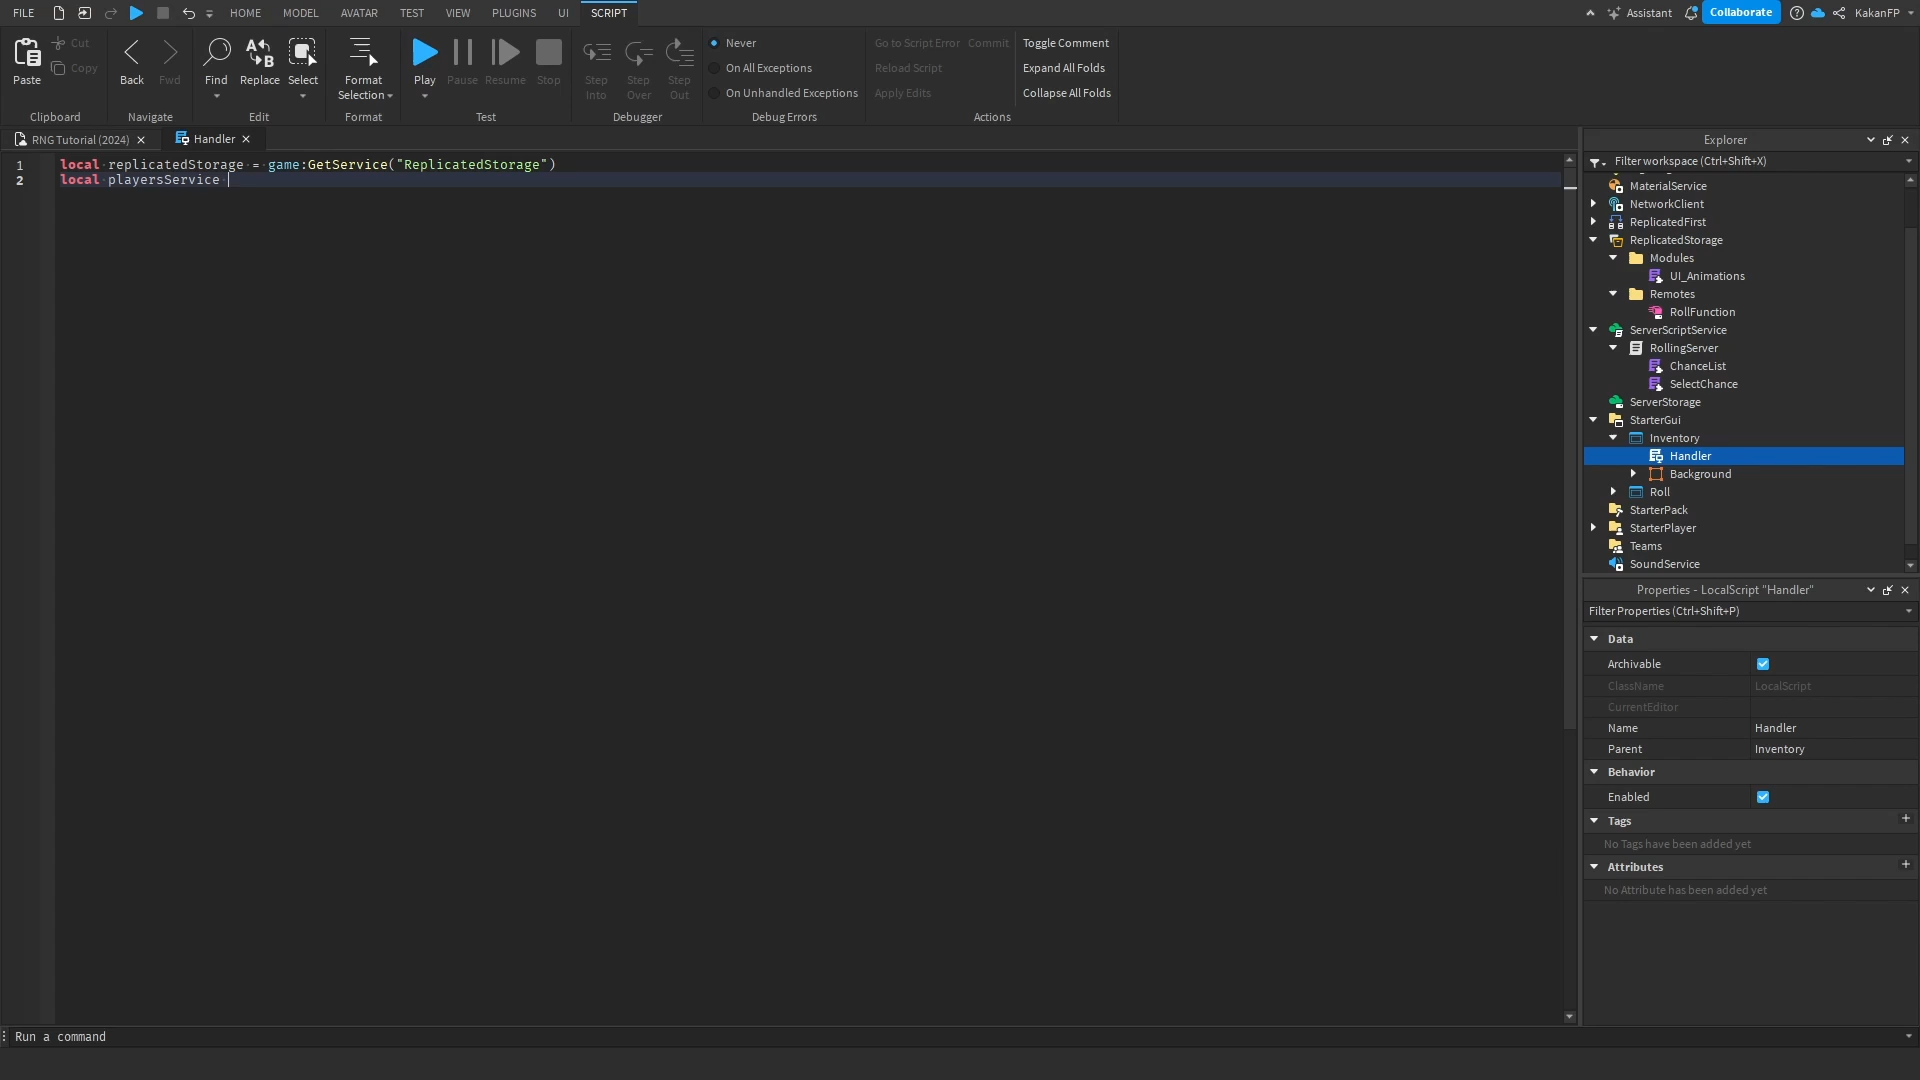 FILE HOME MODEL AVATAR TEST VIEW PLUGINS UI SCRIPT Assistant Collaborate KakanFP
Paste Cut Copy
Clipboard
Back Fwd
Navigate
Find Replace Select
Edit
Format Selection
Format
Play Pause Resume Stop
Test
Step Into Step Over Step Out
Debugger
Never
On All Exceptions
On Unhandled Exceptions
Debug Errors
Go to Script Error Commit
Reload Script
Apply Edits
Toggle Comment
Expand All Folds
Collapse All Folds
Actions
RNG Tutorial (2024) Handler
1 local replicatedStorage = game:GetService("ReplicatedStorage")
2 local playersService
Explorer
Filter workspace (Ctrl+Shift+X)
MaterialService
NetworkClient
ReplicatedFirst
ReplicatedStorage
Modules
UI_Animations
Remotes
RollFunction
ServerScriptService
RollingServer
ChanceList
SelectChance
ServerStorage
StarterGui
Inventory
Handler
Background
Roll
StarterPack
StarterPlayer
Teams
SoundService
Properties - LocalScript "Handler"
Filter Properties (Ctrl+Shift+P)
Data
Archivable
ClassName LocalScript
CurrentEditor
Name Handler
Parent Inventory
Behavior
Enabled
Tags
No Tags have been added yet
Attributes
No Attribute has been added yet
Run a command